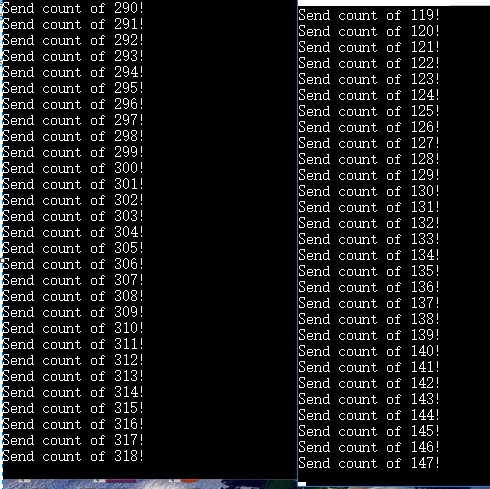 Send count of 290!
Send count of 291!
Send count of 292!
Send count of 293!
Send count of 294!
Send count of 295!
Send count of 296!
Send count of 297!
Send count of 298!
Send count of 299!
Send count of 300!
Send count of 301!
Send count of 302!
Send count of 303!
Send count of 304!
Send count of 305!
Send count of 306!
Send count of 307!
Send count of 308!
Send count of 309!
Send count of 310!
Send count of 311!
Send count of 312!
Send count of 313!
Send count of 314!
Send count of 315!
Send count of 316!
Send count of 317!
Send count of 318!
Send count of 119!
Send count of 120!
Send count of 121!
Send count of 122!
Send count of 123!
Send count of 124!
Send count of 125!
Send count of 126!
Send count of 127!
Send count of 128!
Send count of 129!
Send count of 130!
Send count of 131!
Send count of 132!
Send count of 133!
Send count of 134!
Send count of 135!
Send count of 136!
Send count of 137!
Send count of 138!
Send count of 139!
Send count of 140!
Send count of 141!
Send count of 142!
Send count of 143!
Send count of 144!
Send count of 145!
Send count of 146!
Send count of 147!